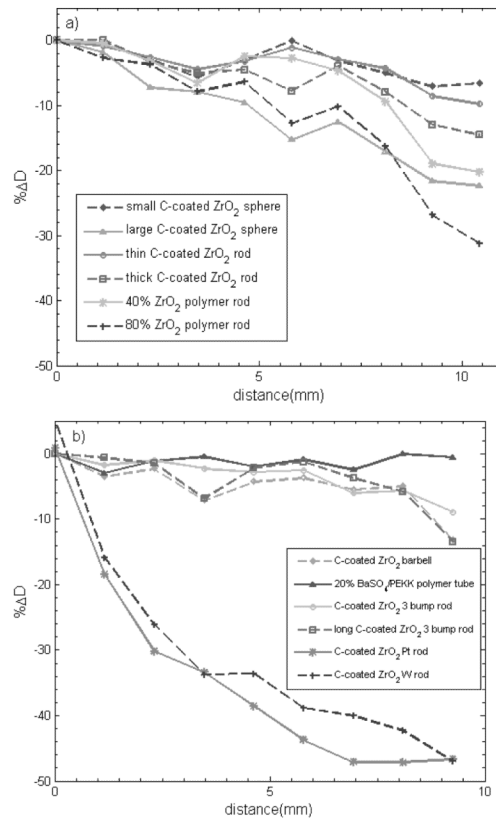 a)
0
-10
-20
-30
-40
-50
%ΔD
small C-coated ZrO₂ sphere
large C-coated ZrO₂ sphere
thin C-coated ZrO₂ rod
thick C-coated ZrO₂ rod
40% ZrO₂ polymer rod
80% ZrO₂ polymer rod
0 5 10
distance(mm)
b)
0
-10
-20
-30
-40
-50
%ΔD
C-coated ZrO₂ barbell
20% BaSO₄/PEKK polymer tube
C-coated ZrO₂ 3 bump rod
long C-coated ZrO₂ 3 bump rod
C-coated ZrO₂ Pt rod
C-coated ZrO₂ W rod
0 5 10
distance(mm)